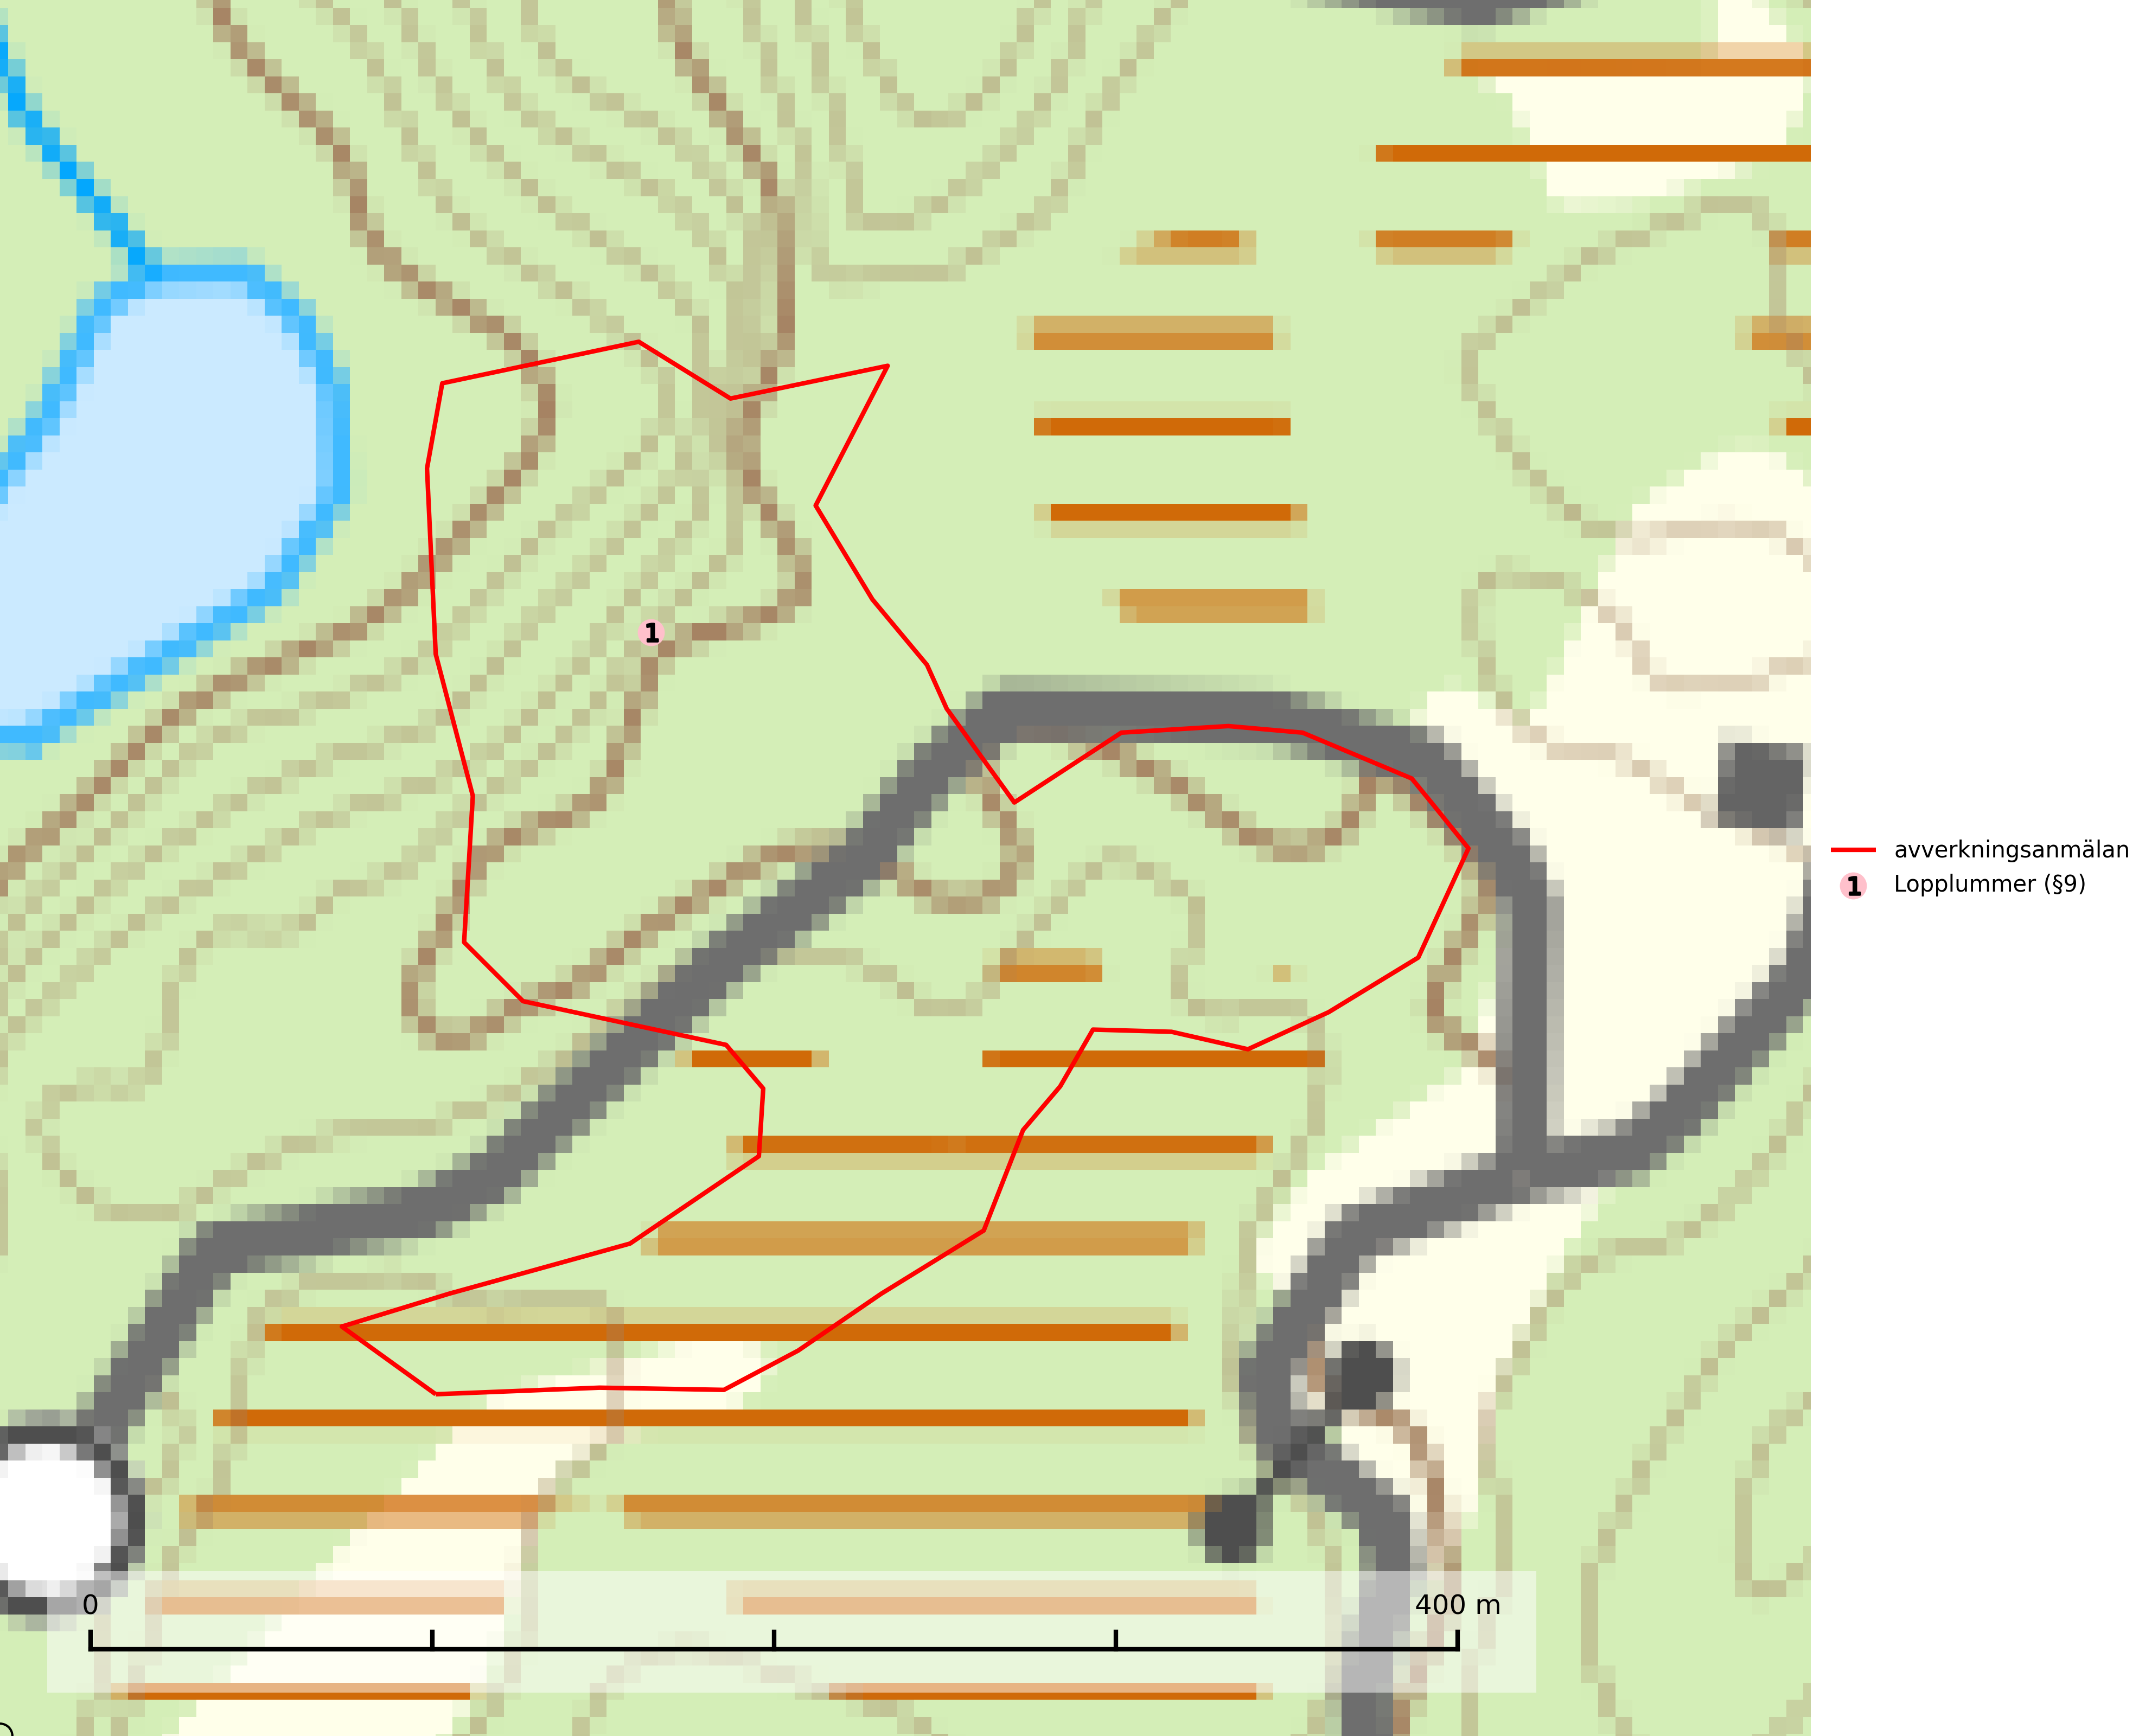 1
avverkningsanmälan
1 Lopplummer (§9)
0 400 m